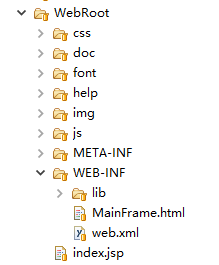 WebRoot
css
doc
font
help
img
js
META-INF
WEB-INF
lib
MainFrame.html
web.xml
index.jsp